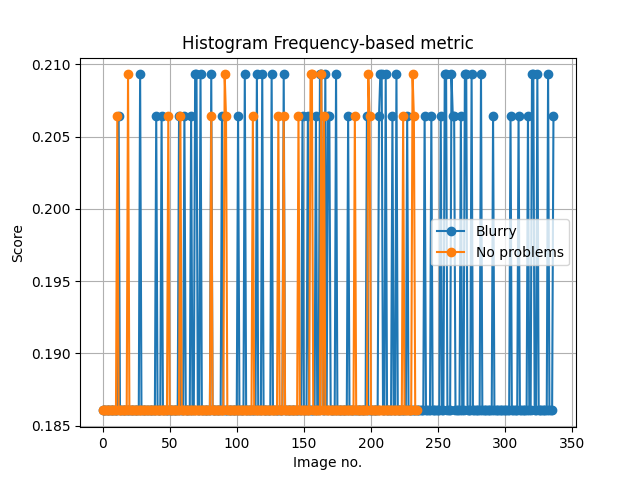 Histogram Frequency-based metric
0.210
0.205
0.200
0.195
0.190
0.185
Score
Blurry
No problems
0 50 100 150 200 250 300 350
Image no.